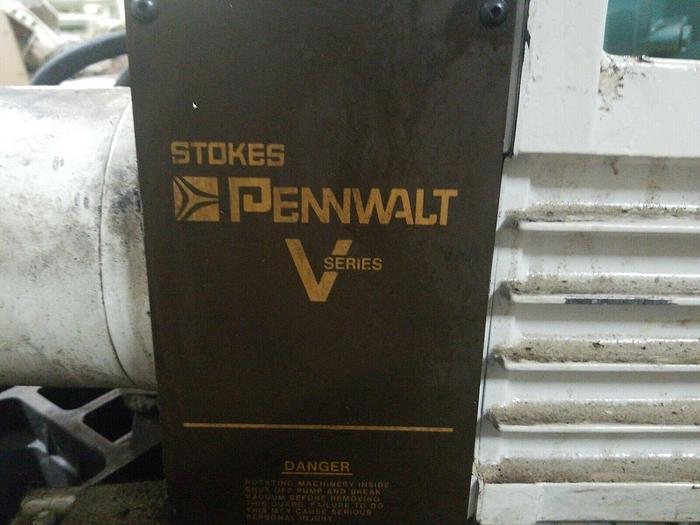 STOKES
PENNWALT
V SERIES
DANGER
ROTATING MACHINERY INSIDE.
SHUT OFF PUMP AND BREAK
VACUUM BEFORE REMOVING
THIS GUARD. FAILURE TO DO
THIS MAY CAUSE SERIOUS
PERSONAL INJURY.